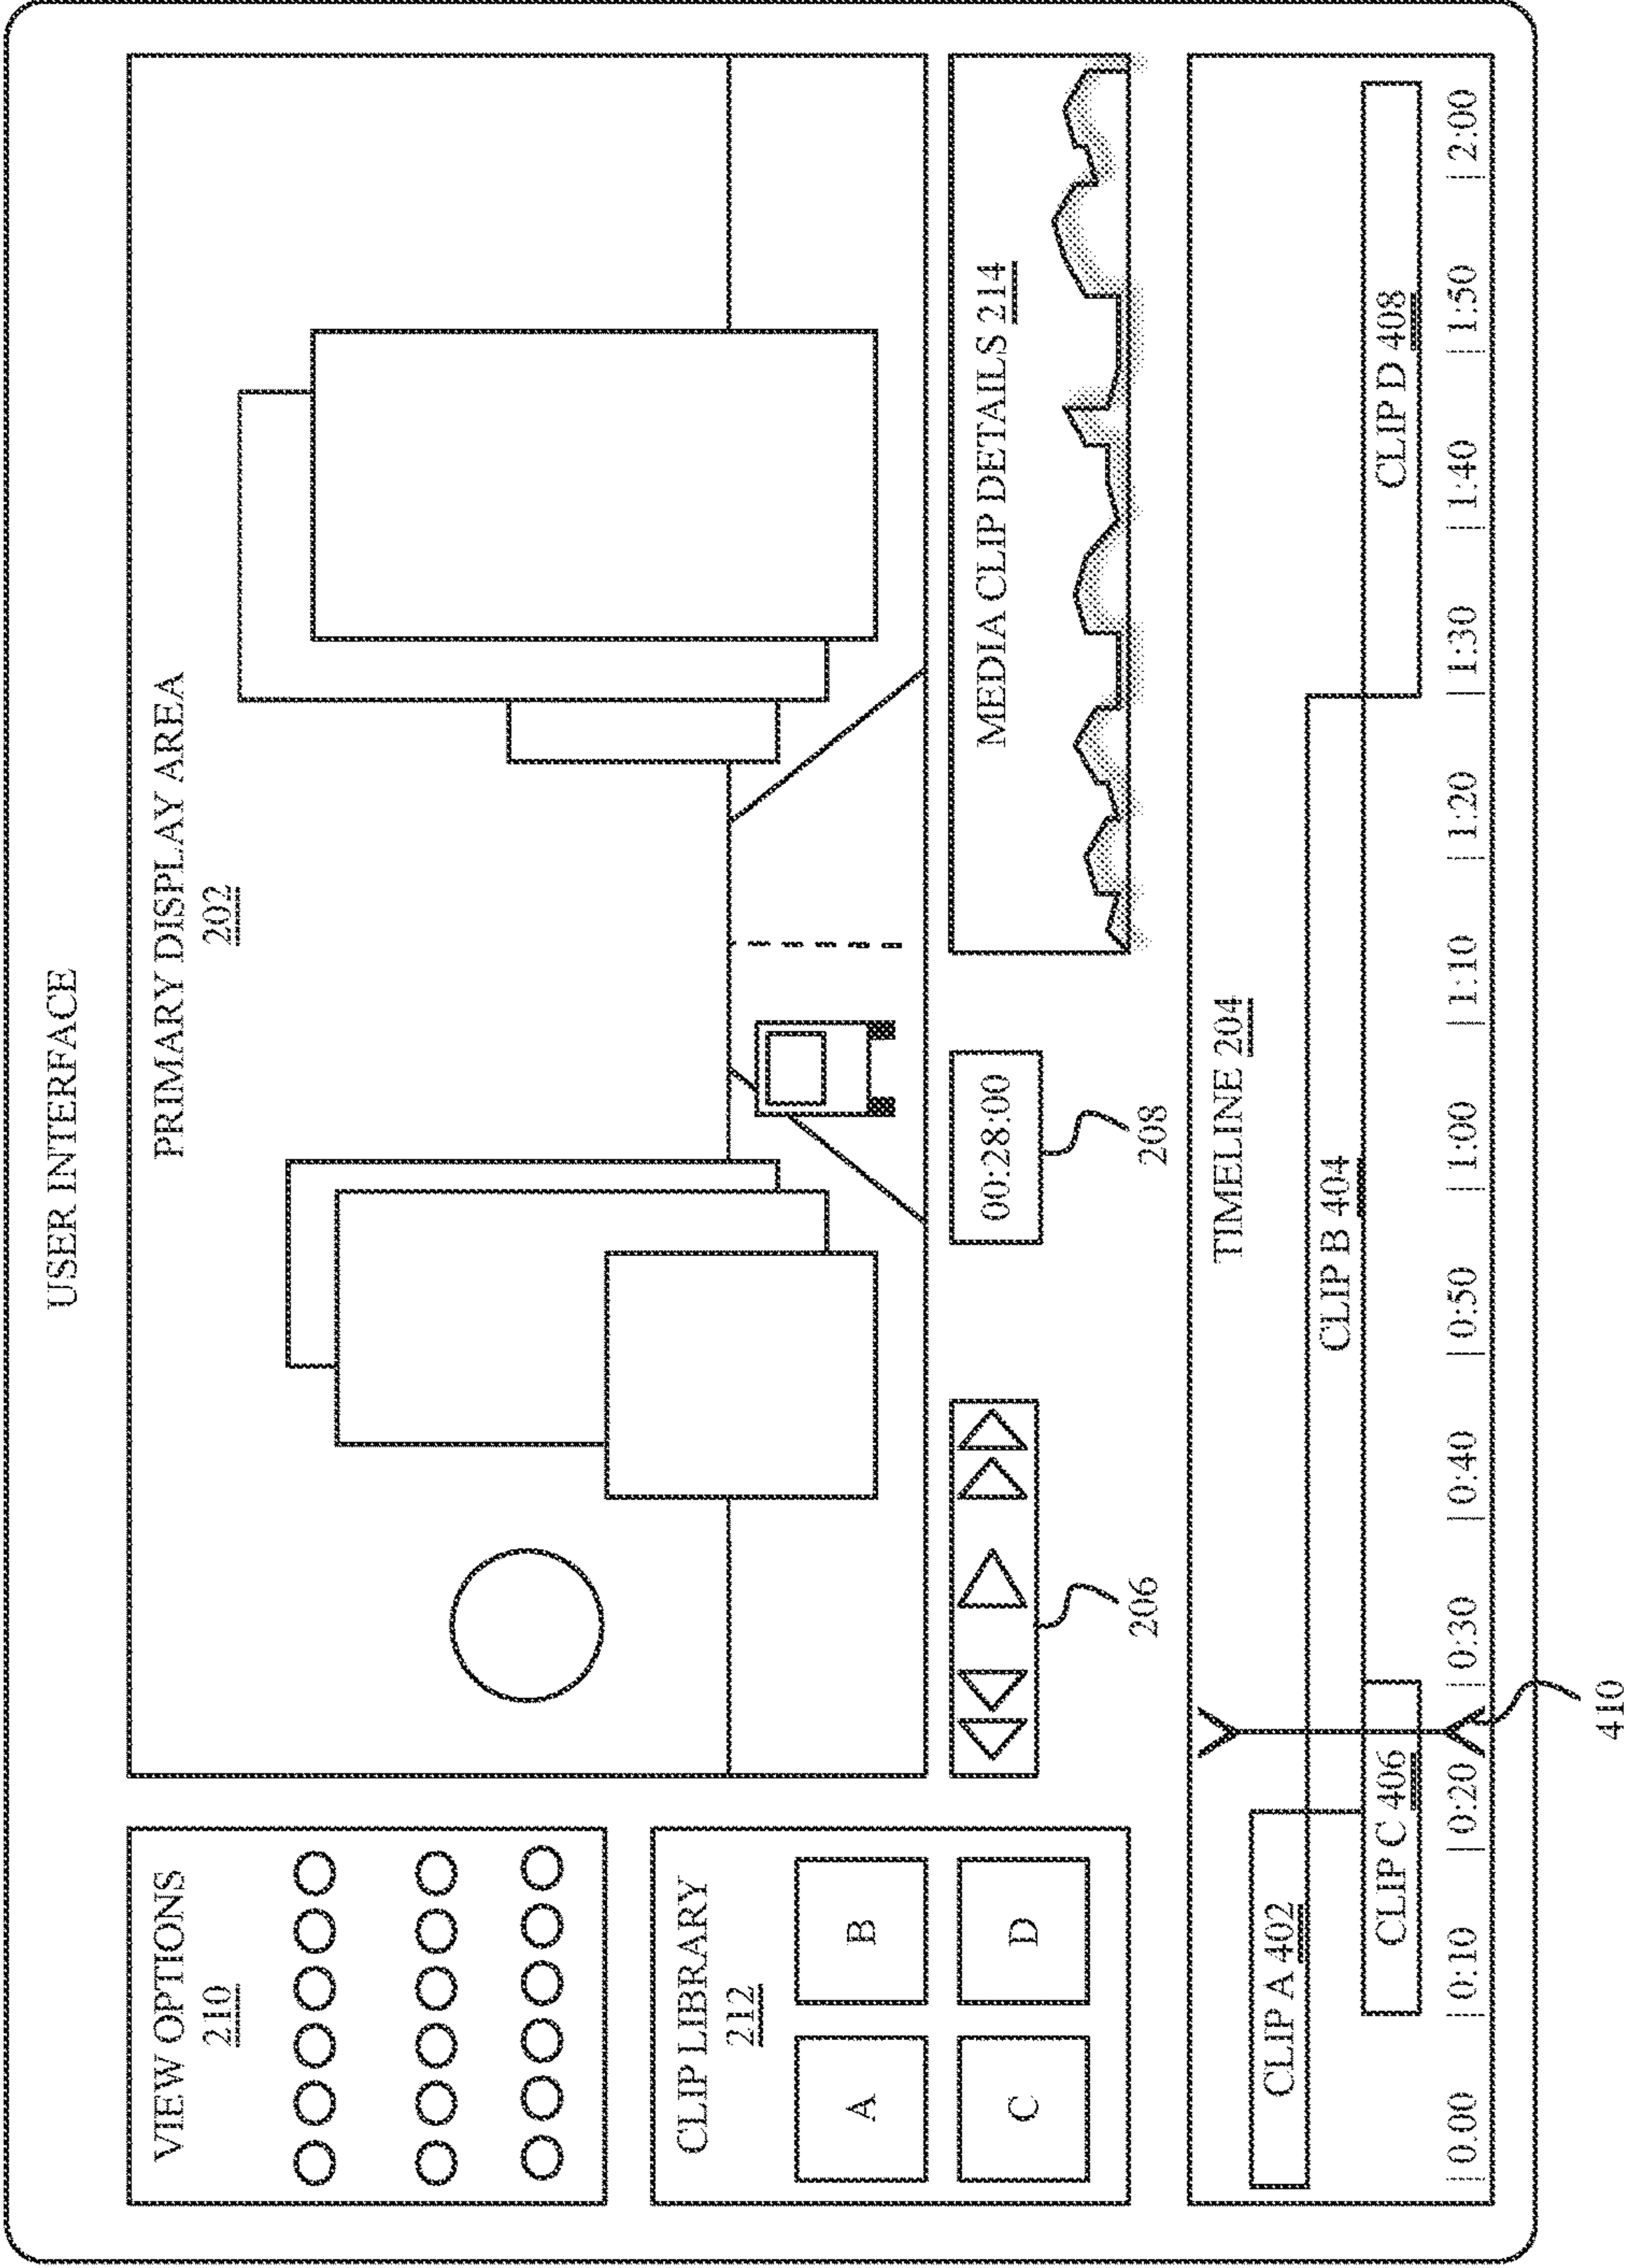 USER INTERFACE
VIEW OPTIONS
210
PRIMARY DISPLAY AREA
202
CLIP LIBRARY
212
A
B
C
D
206
00:28:00
208
MEDIA CLIP DETAILS 214
TIMELINE 204
CLIP A 402
CLIP B 404
CLIP C 406
CLIP D 408
|0.00 |0:10 |0:20 |0:30 |0:40 |0:50 |1:00 |1:10 |1:20 |1:30 |1:40 |1:50 |2:00
410